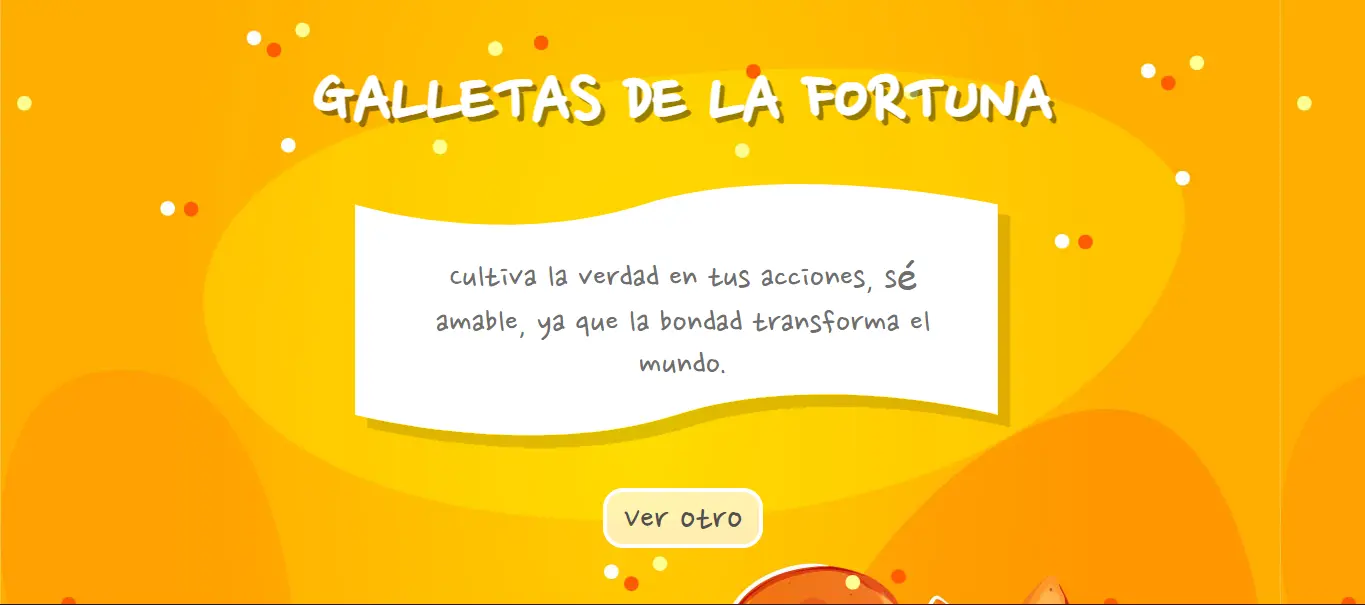 GALLETAS DE LA FORTUNA
Cultiva la verdad en tus acciones, sé
amable, ya que la bondad transforma el
mundo.
Ver otro